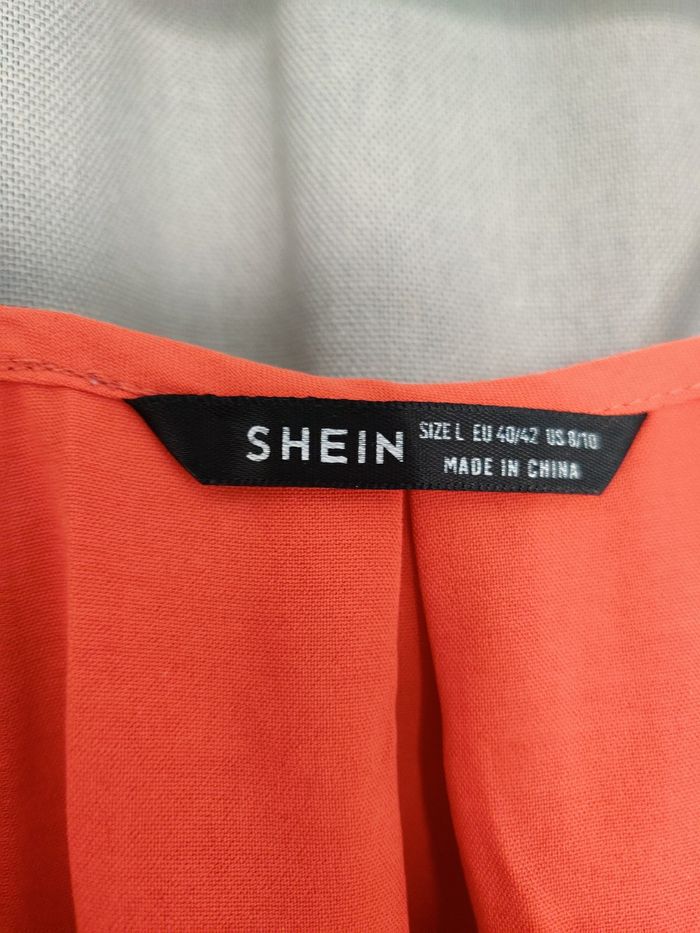 SHEIN
SIZE L EU 40/42 US 8/10
MADE IN CHINA